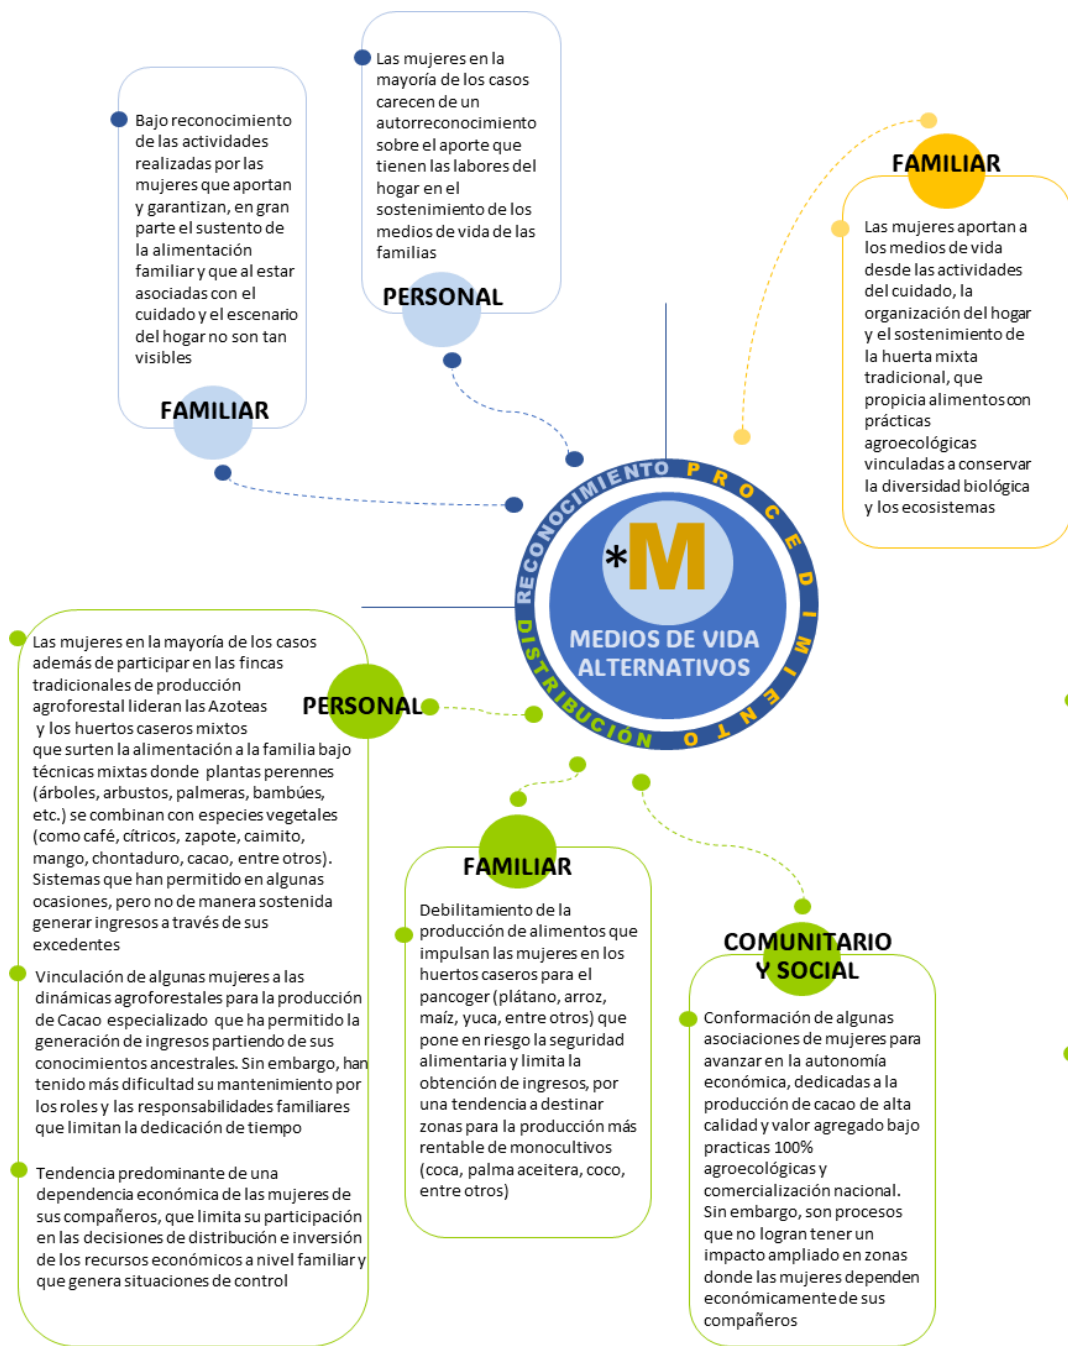 Las mujeres en la
mayoría de los casos
carecen de un
autorreconocimiento
sobre el aporte que
tienen las labores del
hogar en el
sostenimiento de los
medios de vida de las
familias
PERSONAL
Bajo reconocimiento
de las actividades
realizadas por las
mujeres que aportan
y garantizan, en gran
parte el sustento de
la alimentación
familiar y que al estar
asociadas con el
cuidado y el escenario
del hogar no son tan
visibles
FAMILIAR
FAMILIAR
Las mujeres aportan a
los medios de vida
desde las actividades
del cuidado, la
organización del hogar
y el sostenimiento de
la huerta mixta
tradicional, que
propicia alimentos con
prácticas
agroecológicas
vinculadas a conservar
la diversidad biológica
y los ecosistemas
RECONOCIMIENTO
PROCEDIMIENTO
DISTRIBUCIÓN
*M
MEDIOS DE VIDA
ALTERNATIVOS
PERSONAL
Las mujeres en la mayoría de los casos
además de participar en las fincas
tradicionales de producción
agroforestal lideran las Azoteas
y los huertos caseros mixtos
que surten la alimentación a la familia bajo
técnicas mixtas donde plantas perennes
(árboles, arbustos, palmeras, bambúes,
etc.) se combinan con especies vegetales
(como café, cítricos, zapote, caimito,
mango, chontaduro, cacao, entre otros).
Sistemas que han permitido en algunas
ocasiones, pero no de manera sostenida
generar ingresos a través de sus
excedentes
Vinculación de algunas mujeres a las
dinámicas agroforestales para la producción
de Cacao especializado que ha permitido la
generación de ingresos partiendo de sus
conocimientos ancestrales. Sin embargo, han
tenido más dificultad su mantenimiento por
los roles y las responsabilidades familiares
que limitan la dedicación de tiempo
Tendencia predominante de una
dependencia económica de las mujeres de
sus compañeros, que limita su participación
en las decisiones de distribución e inversión
de los recursos económicos a nivel familiar y
que genera situaciones de control
FAMILIAR
Debilitamiento de la
producción de alimentos que
impulsan las mujeres en los
huertos caseros para el
pancoger (plátano, arroz,
maíz, yuca, entre otros) que
pone en riesgo la seguridad
alimentaria y limita la
obtención de ingresos, por
una tendencia a destinar
zonas para la producción más
rentable de monocultivos
(coca, palma aceitera, coco,
entre otros)
COMUNITARIO
Y SOCIAL
Conformación de algunas
asociaciones de mujeres para
avanzar en la autonomía
económica, dedicadas a la
producción de cacao de alta
calidad y valor agregado bajo
practicas 100%
agroecológicas y
comercialización nacional.
Sin embargo, son procesos
que no logran tener un
impacto ampliado en zonas
donde las mujeres dependen
económicamente de sus
compañeros